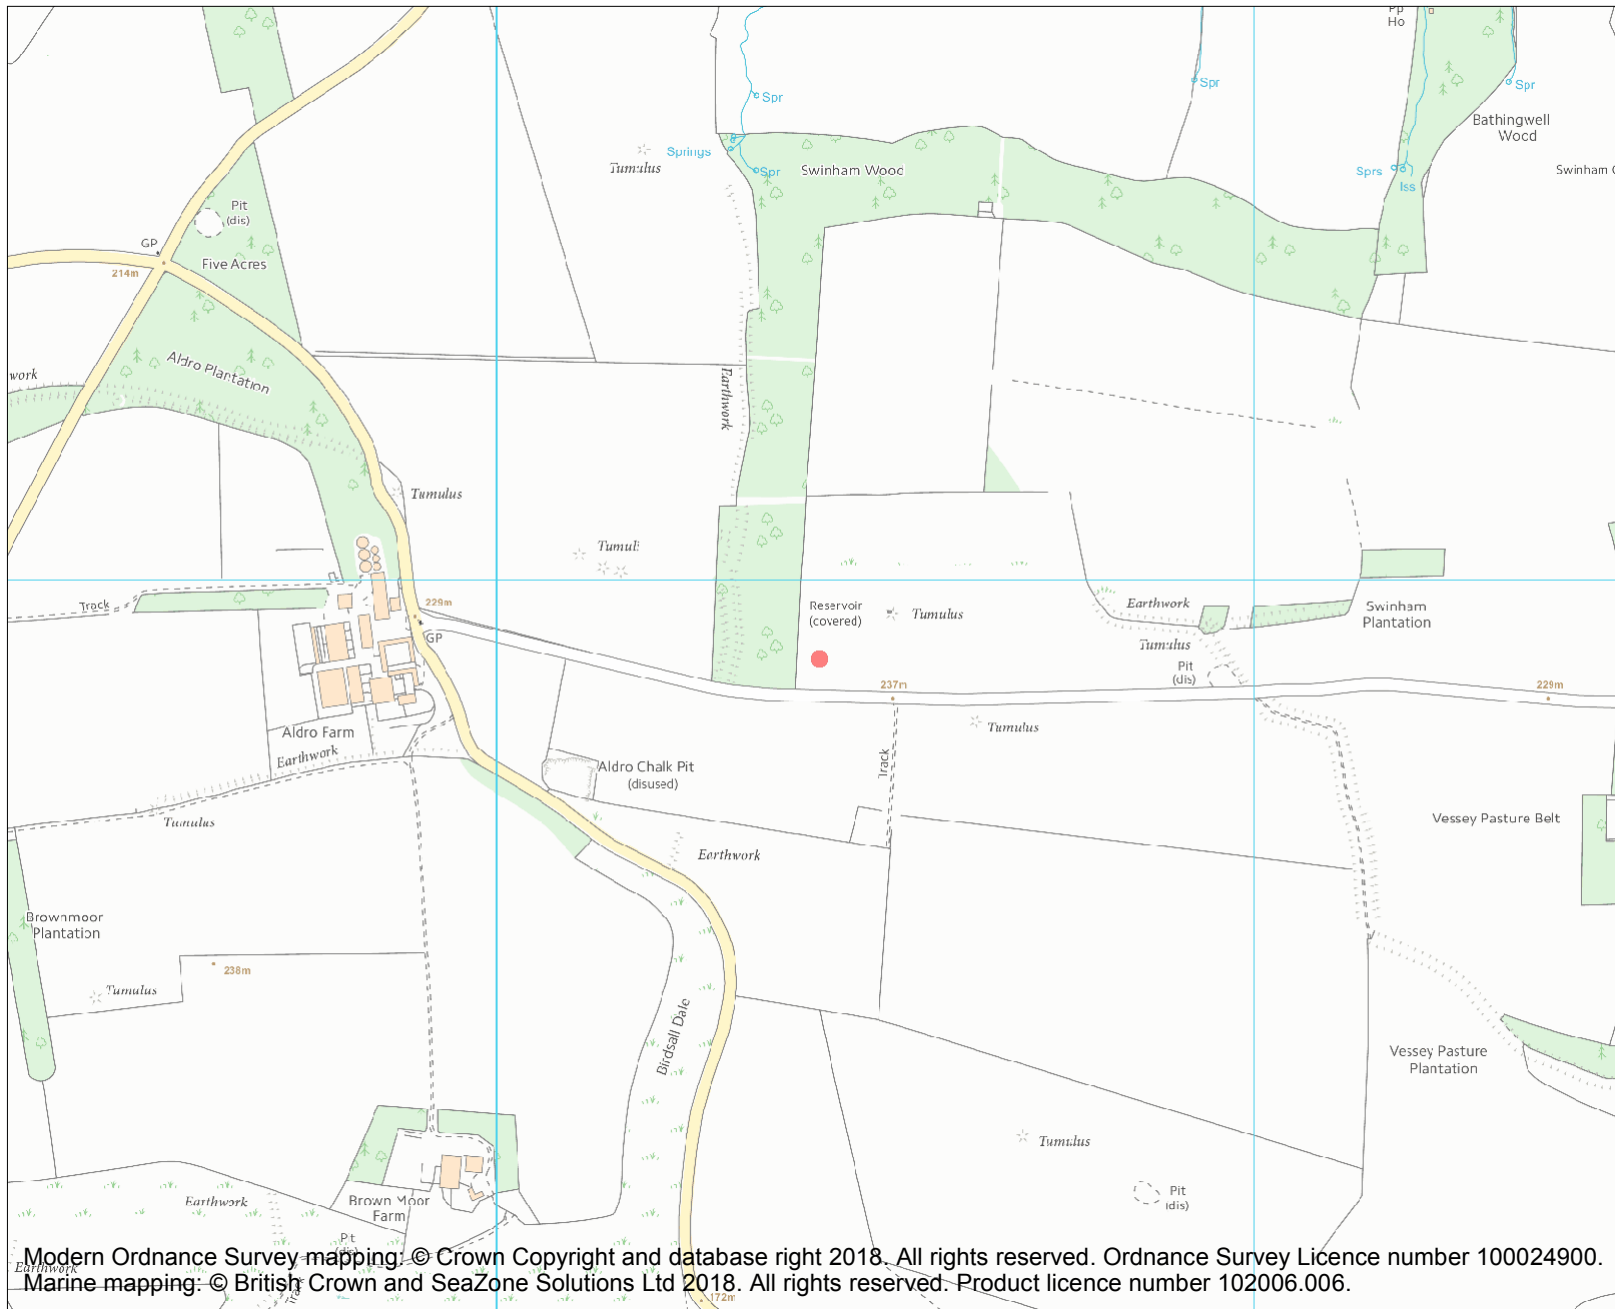 Pp
Ho
Spr
Spr
Spr
Bathingwell
Wood
Springs
Tumulus
Spr
Swinham Wood
Sprs
Iss
Swinham
Pit
(dis)
GP
Five Acres
214m
Aldro Plantation
work
Earthwork
Tumulus
Tumuli
Track
229m
GP
Reservoir
(covered)
Tumulus
Earthwork
Swinham
Plantation
Tumulus
Pit
(dis)
237m
229m
Aldro Farm
Earthwork
Tumulus
Track
Aldro Chalk Pit
(disused)
Tumulus
Vessey Pasture Belt
Earthwork
Brownmoor
Plantation
238m
Tumulus
Birdsall Dale
Vessey Pasture
Plantation
Tumulus
Pit
(dis)
Earthwork
Brown Moor
Farm
Pit
(dis)
Earthwork
Track
Modern Ordnance Survey mapping: © Crown Copyright and database right 2018. All rights reserved. Ordnance Survey Licence number 100024900.
Marine mapping: © British Crown and SeaZone Solutions Ltd 2018. All rights reserved. Product licence number 102006.006.
172m